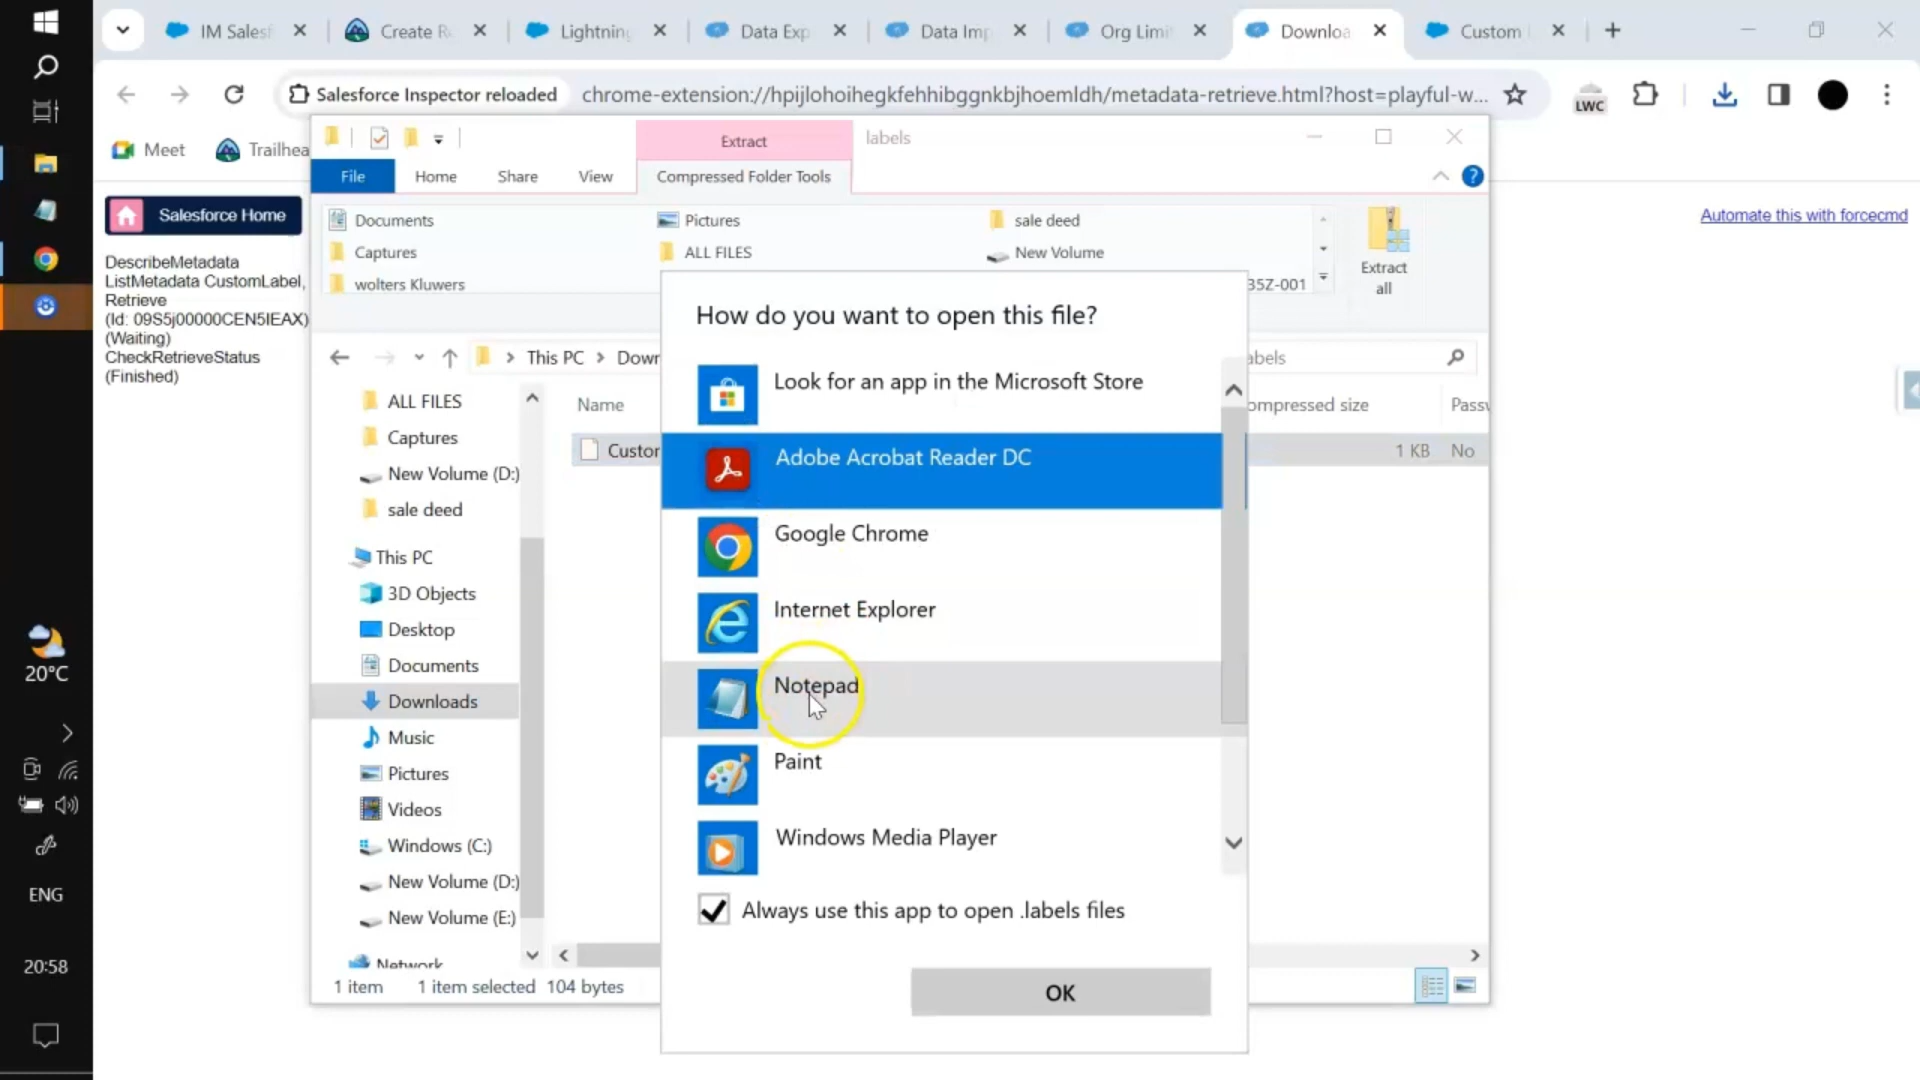 IM Salesf
Create R
Lightning
Data Exp
Data Imp
Org Limi
Downloa
Custom
Salesforce Inspector reloaded
chrome-extension://hpijlohoihegkfehhibggnkbjhoemldh/metadata-retrieve.html?host=playful-w...
LWC
Meet
Trailhea
Extract
labels
File
Home
Share
View
Compressed Folder Tools
Salesforce Home
Automate this with forcecmd
Documents
Pictures
sale deed
Captures
ALL FILES
New Volume
wolters Kluwers
35Z-001
Extract
all
DescribeMetadata
ListMetadata CustomLabel,
Retrieve
(Id: 09S5j00000CEN5IEAX)
(Waiting)
CheckRetrieveStatus
(Finished)
This PC
Down
abels
Name
ompressed size
Passw
Custor
1 KB
No
ALL FILES
Captures
New Volume (D:)
sale deed
This PC
3D Objects
Desktop
Documents
Downloads
Music
Pictures
Videos
Windows (C:)
New Volume (D:)
New Volume (E:)
Network
1 item
1 item selected
104 bytes
How do you want to open this file?
Look for an app in the Microsoft Store
Adobe Acrobat Reader DC
Google Chrome
Internet Explorer
Notepad
Paint
Windows Media Player
Always use this app to open .labels files
OK
20°C
ENG
20:58